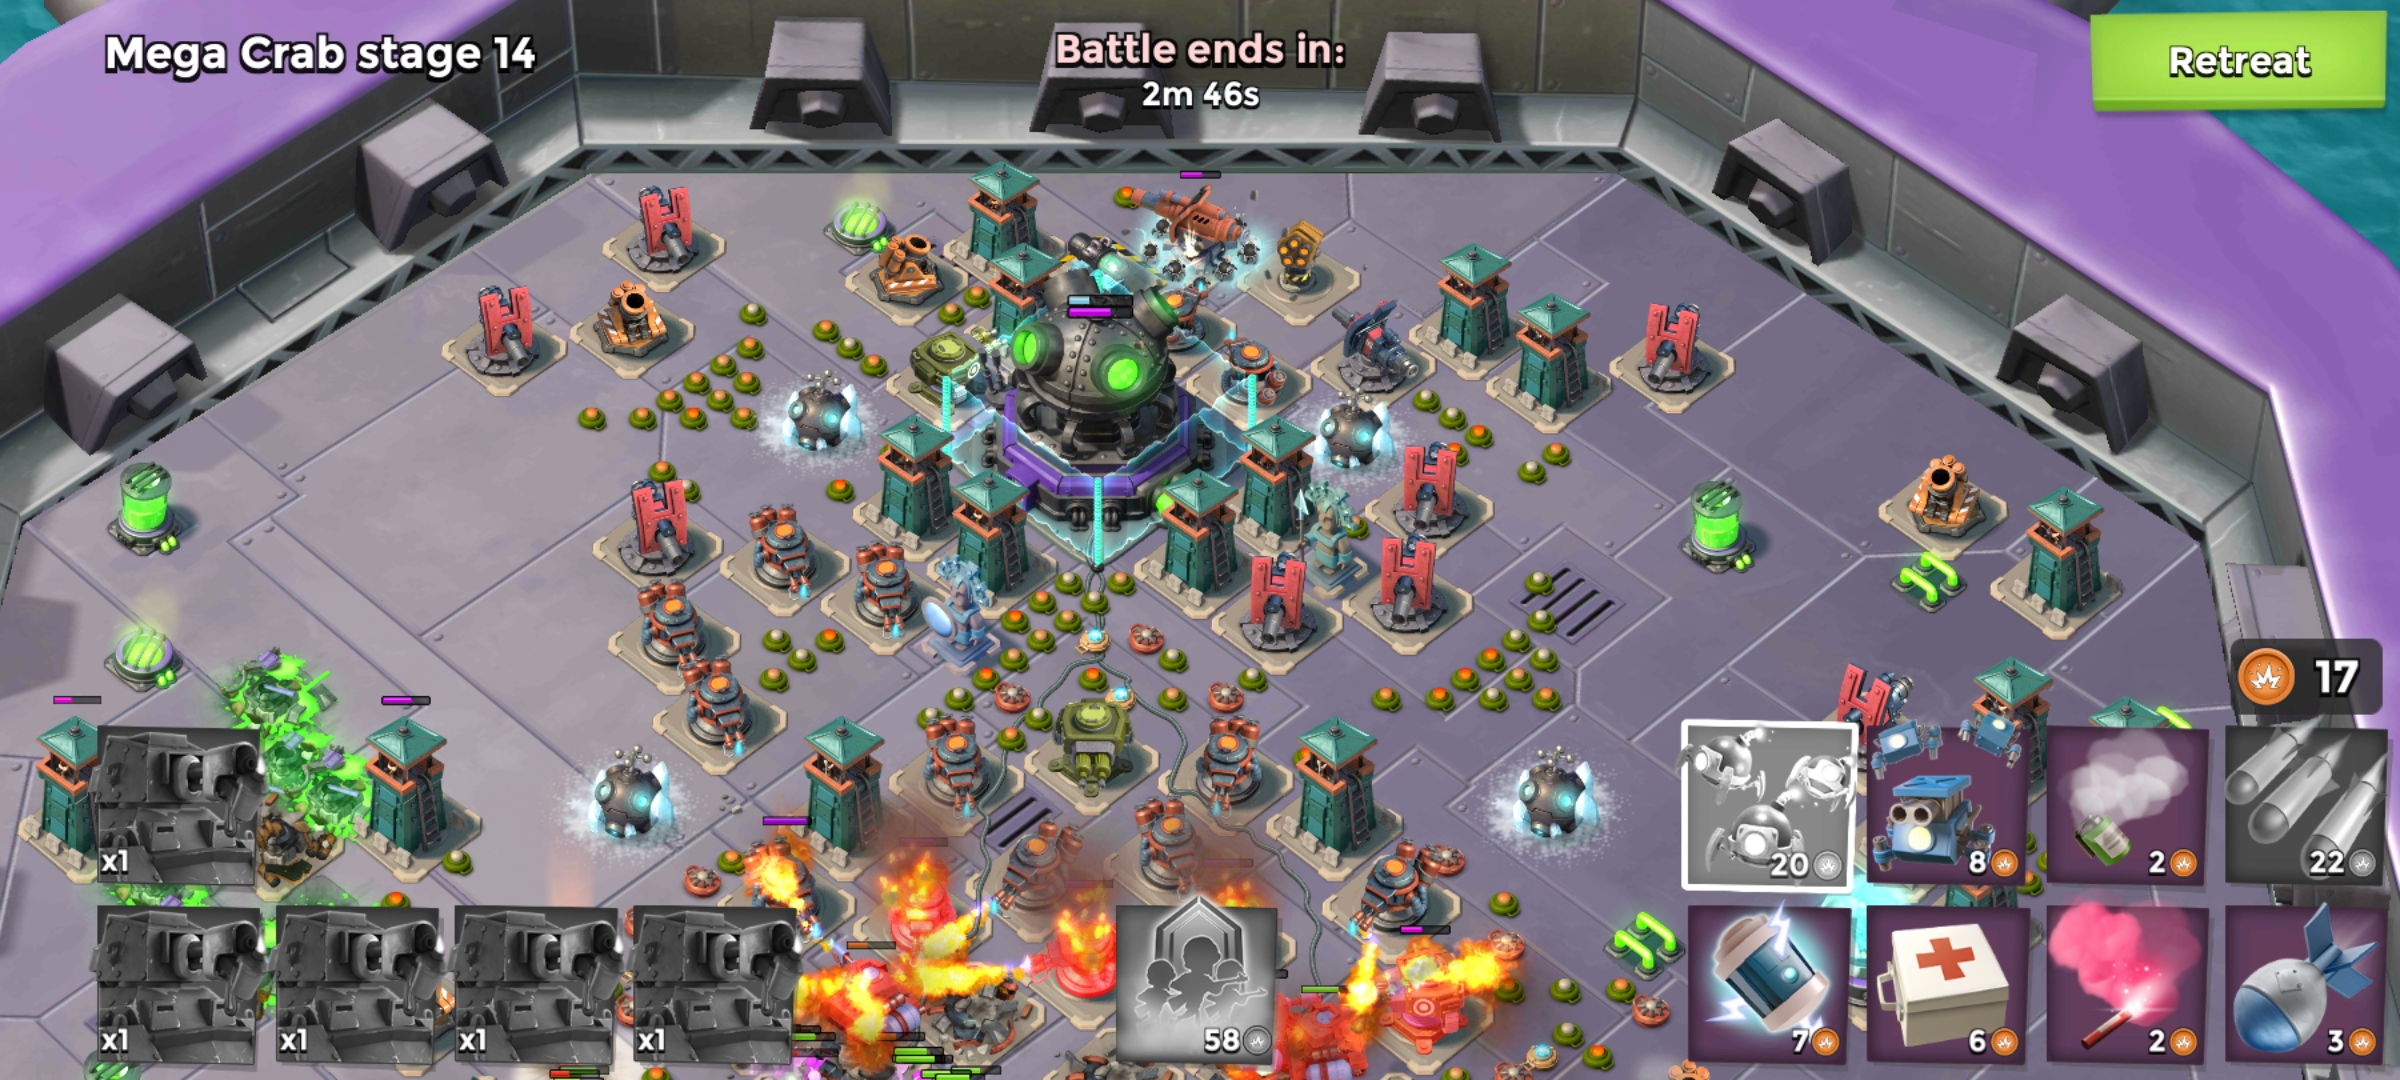 Mega Crab stage 14
Battle ends in:
2m 46s
Retreat
17
x1
20
8
2
22
x1
x1
x1
x1
58
7
6
2
3